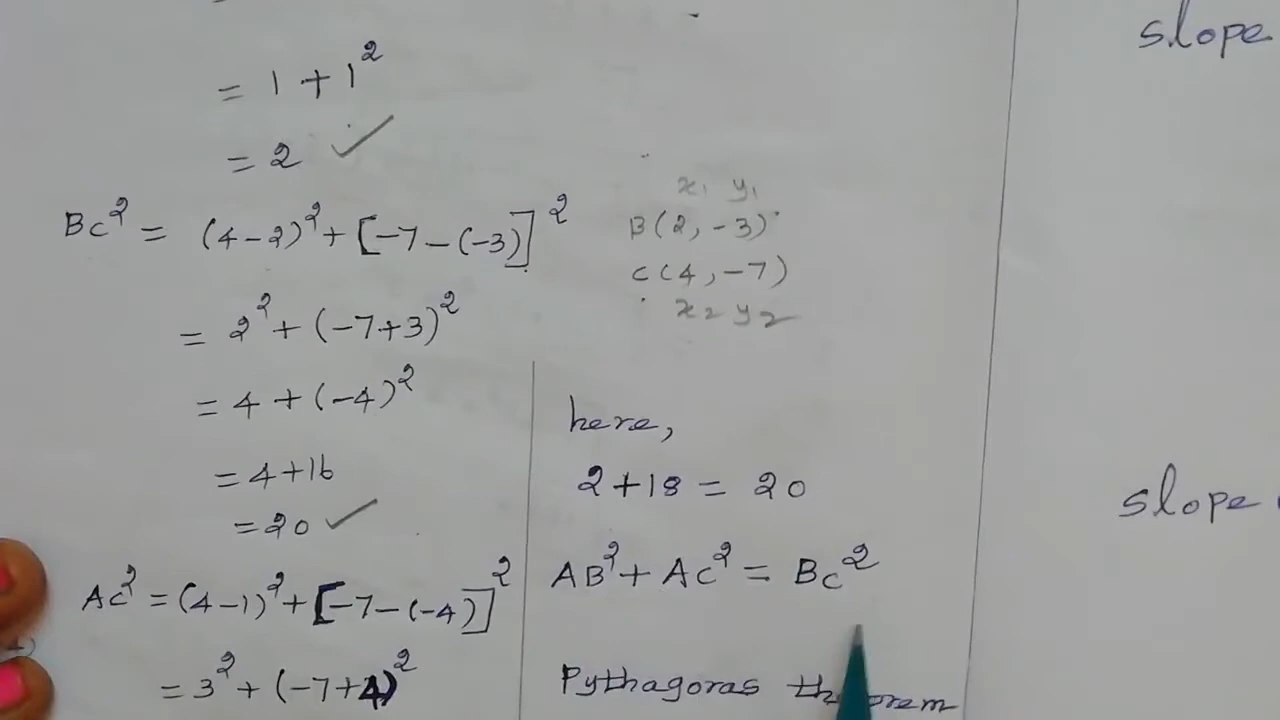 = 1 + 1²
= 2 ✓
BC² = (4-2)² + [-7-(-3)]²
= 2² + (-7+3)²
= 4 + (-4)²
= 4+16
= 20 ✓
AC² = (4-1)² + [-7-(-4)]²
= 3² + (-7+4)²
x₁ y₁
B(2, -3)
C(4, -7)
x₂ y₂
here,
2+18 = 20
AB² + AC² = BC²
Pythagoras
slope
slope